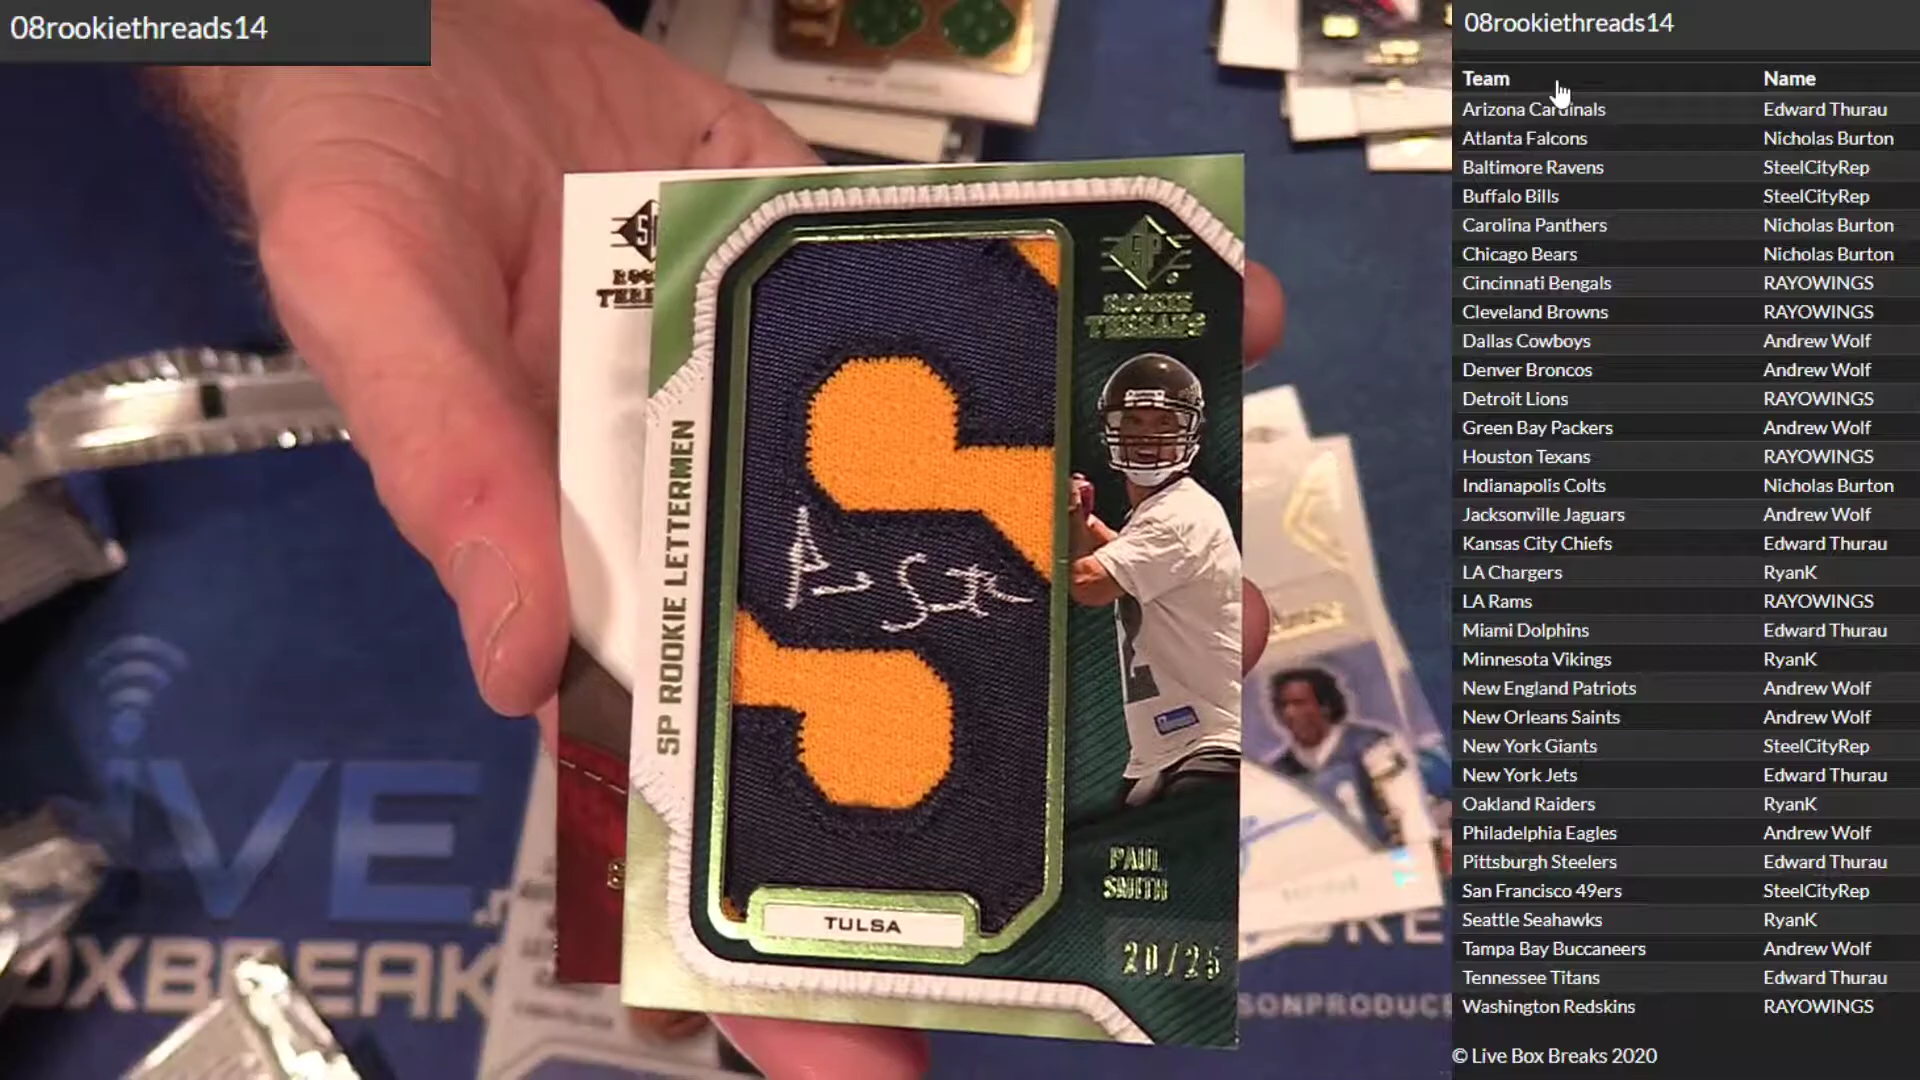 08rookiethreads14
SP
ROOKIE
THREADS
SP ROOKIE LETTERMEN
Paul Smith
PAUL
SMITH
TULSA
20/25
08rookiethreads14
Team Name
Arizona Cardinals Edward Thurau
Atlanta Falcons Nicholas Burton
Baltimore Ravens SteelCityRep
Buffalo Bills SteelCityRep
Carolina Panthers Nicholas Burton
Chicago Bears Nicholas Burton
Cincinnati Bengals RAYOWINGS
Cleveland Browns RAYOWINGS
Dallas Cowboys Andrew Wolf
Denver Broncos Andrew Wolf
Detroit Lions RAYOWINGS
Green Bay Packers Andrew Wolf
Houston Texans RAYOWINGS
Indianapolis Colts Nicholas Burton
Jacksonville Jaguars Andrew Wolf
Kansas City Chiefs Edward Thurau
LA Chargers RyanK
LA Rams RAYOWINGS
Miami Dolphins Edward Thurau
Minnesota Vikings RyanK
New England Patriots Andrew Wolf
New Orleans Saints Andrew Wolf
New York Giants SteelCityRep
New York Jets Edward Thurau
Oakland Raiders RyanK
Philadelphia Eagles Andrew Wolf
Pittsburgh Steelers Edward Thurau
San Francisco 49ers SteelCityRep
Seattle Seahawks RyanK
Tampa Bay Buccaneers Andrew Wolf
Tennessee Titans Edward Thurau
Washington Redskins RAYOWINGS
© Live Box Breaks 2020